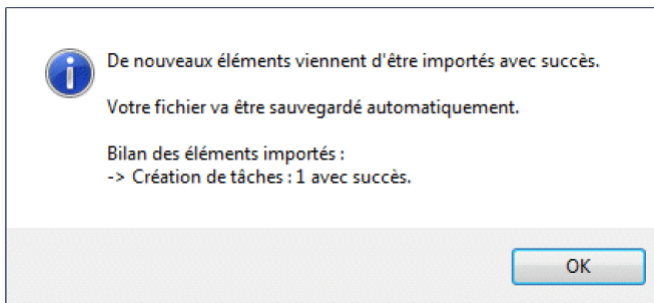 De nouveaux éléments viennent d'être importés avec succès.
Votre fichier va être sauvegardé automatiquement.
Bilan des éléments importés :
-> Création de tâches : 1 avec succès.
OK